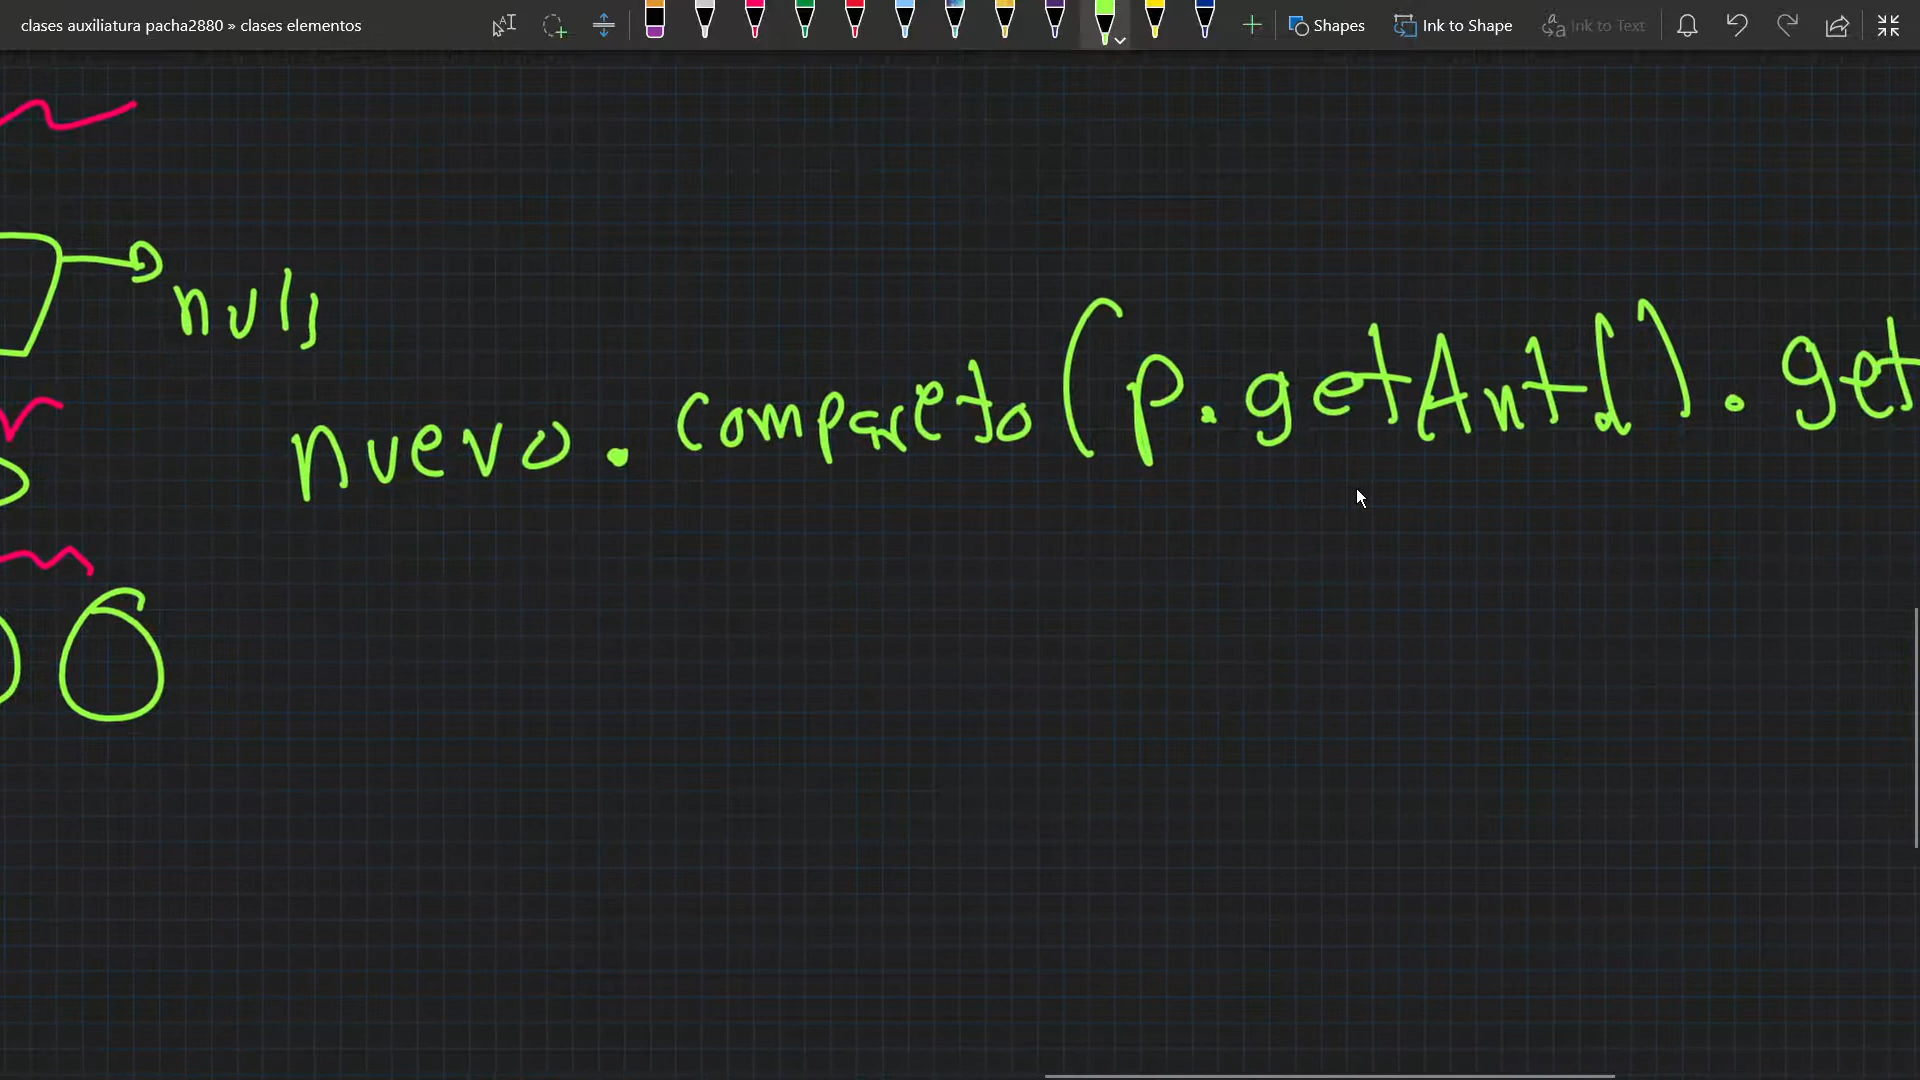 clases auxiliatura pacha2880 » clases elementos
Shapes
Ink to Shape
Ink to Text
null
nuevo. compareto (p.getAnt().get